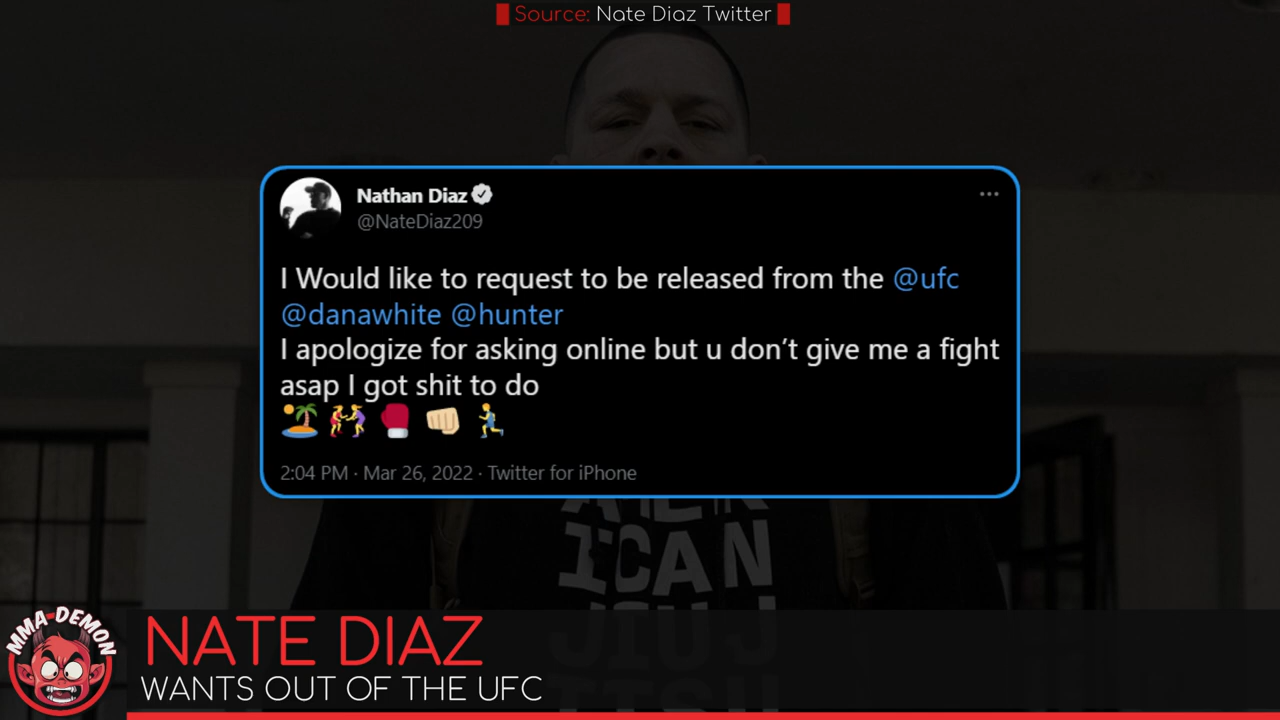 Source: Nate Diaz Twitter
Nathan Diaz
@NateDiaz209
I Would like to request to be released from the @ufc
@danawhite @hunter
I apologize for asking online but u don’t give me a fight
asap I got shit to do
2:04 PM · Mar 26, 2022 · Twitter for iPhone
ICAN
JIU J
MMA-DEMON
NATE DIAZ
WANTS OUT OF THE UFC